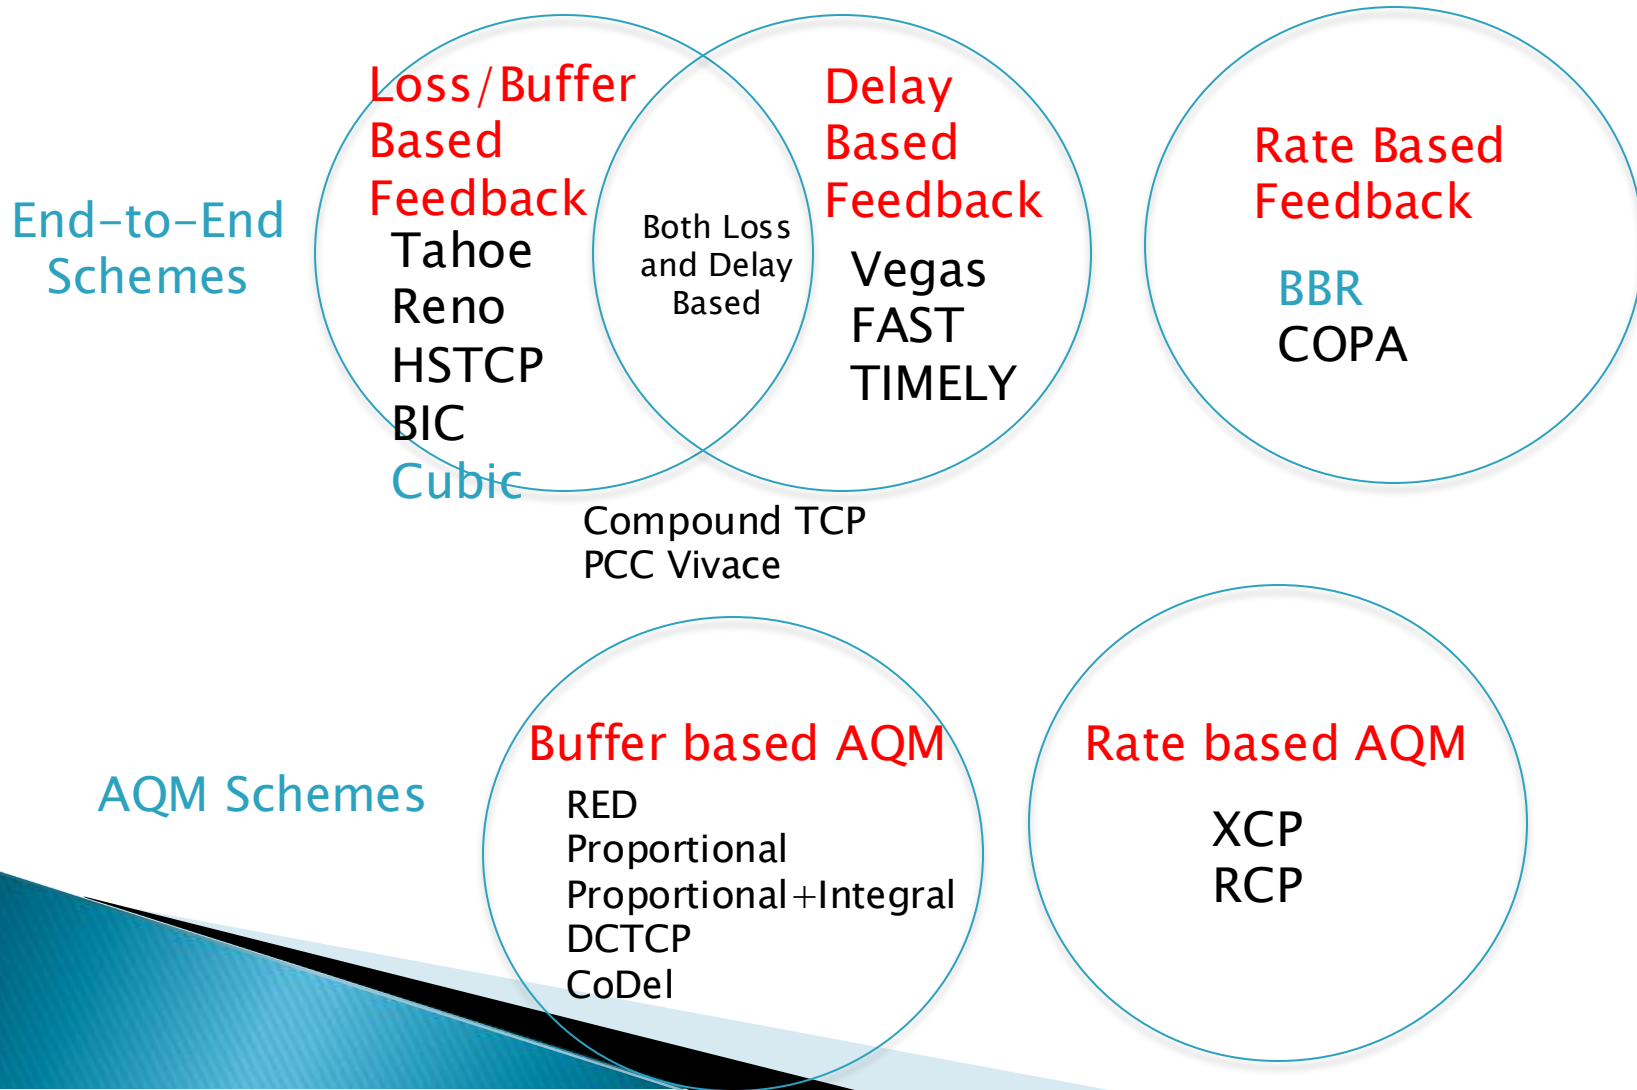 End-to-End
Schemes
Loss/Buffer
Based
Feedback
Tahoe
Reno
HSTCP
BIC
Cubic
Both Loss
and Delay
Based
Delay
Based
Feedback
Vegas
FAST
TIMELY
Compound TCP
PCC Vivace
Rate Based
Feedback
BBR
COPA
AQM Schemes
Buffer based AQM
RED
Proportional
Proportional+Integral
DCTCP
CoDel
Rate based AQM
XCP
RCP